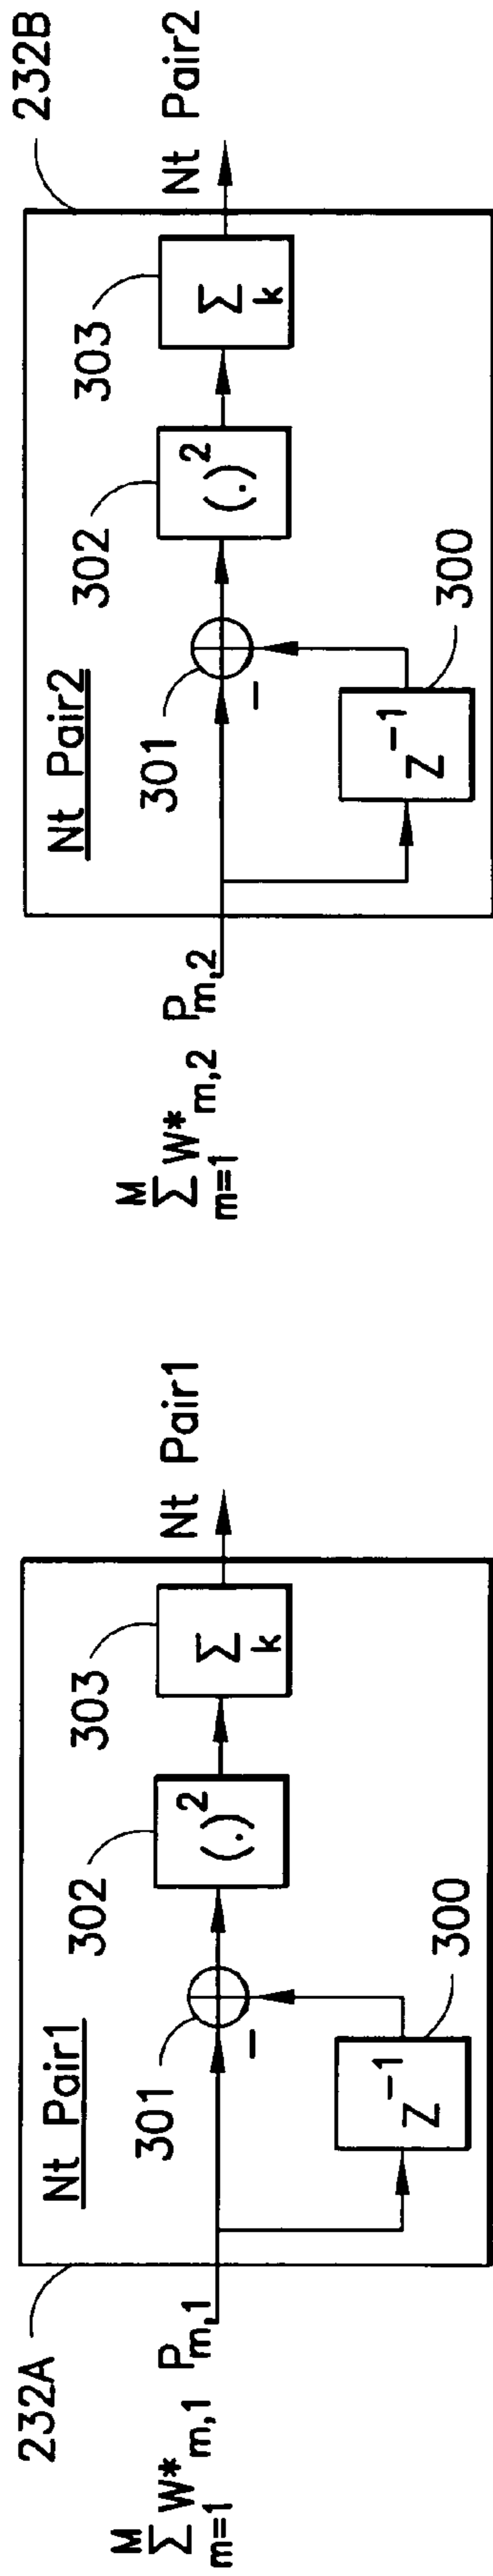 232A
Nt Pair1
M
Σ W*m,1 Pm,1
m=1
301
−
302
(.)²
303
Σ
k
Z⁻¹
300
Nt Pair1
232B
Nt Pair2
M
Σ W*m,2 Pm,2
m=1
301
−
302
(.)²
303
Σ
k
Z⁻¹
300
Nt Pair2